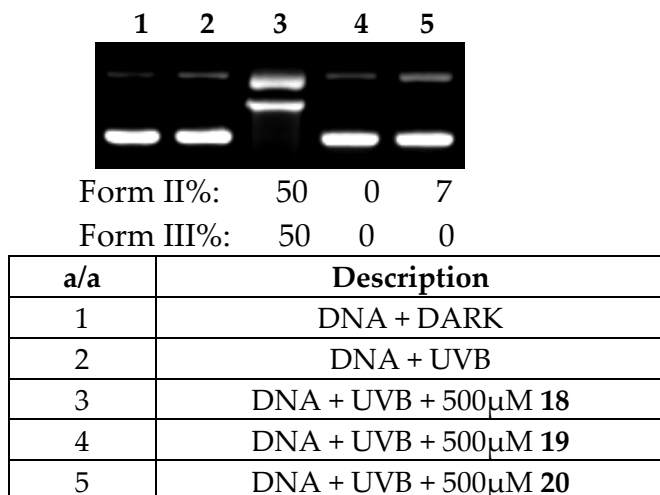 1 2 3 4 5
Form II%: 50 0 7
Form III%: 50 0 0
a/a Description
1 DNA + DARK
2 DNA + UVB
3 DNA + UVB + 500µM 18
4 DNA + UVB + 500µM 19
5 DNA + UVB + 500µM 20